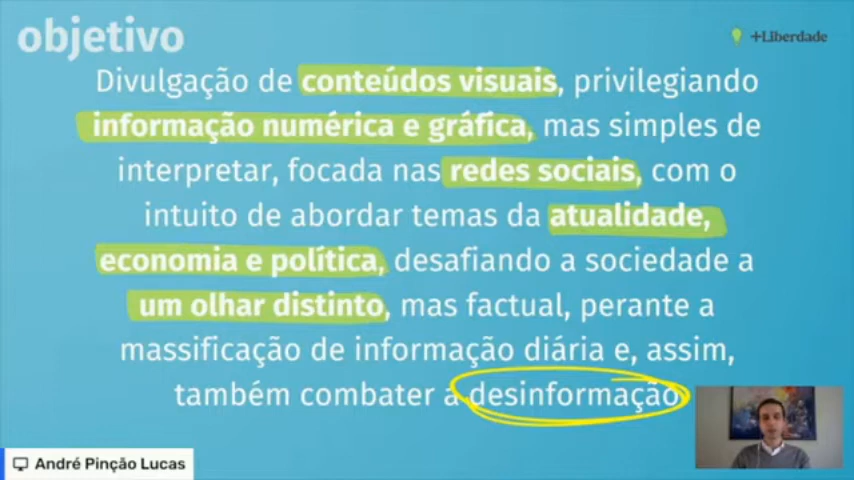 objetivo
+Liberdade
Divulgação de conteúdos visuais, privilegiando
informação numérica e gráfica, mas simples de
interpretar, focada nas redes sociais, com o
intuito de abordar temas da atualidade,
economia e política, desafiando a sociedade a
um olhar distinto, mas factual, perante a
massificação de informação diária e, assim,
também combater a desinformação
André Pinção Lucas